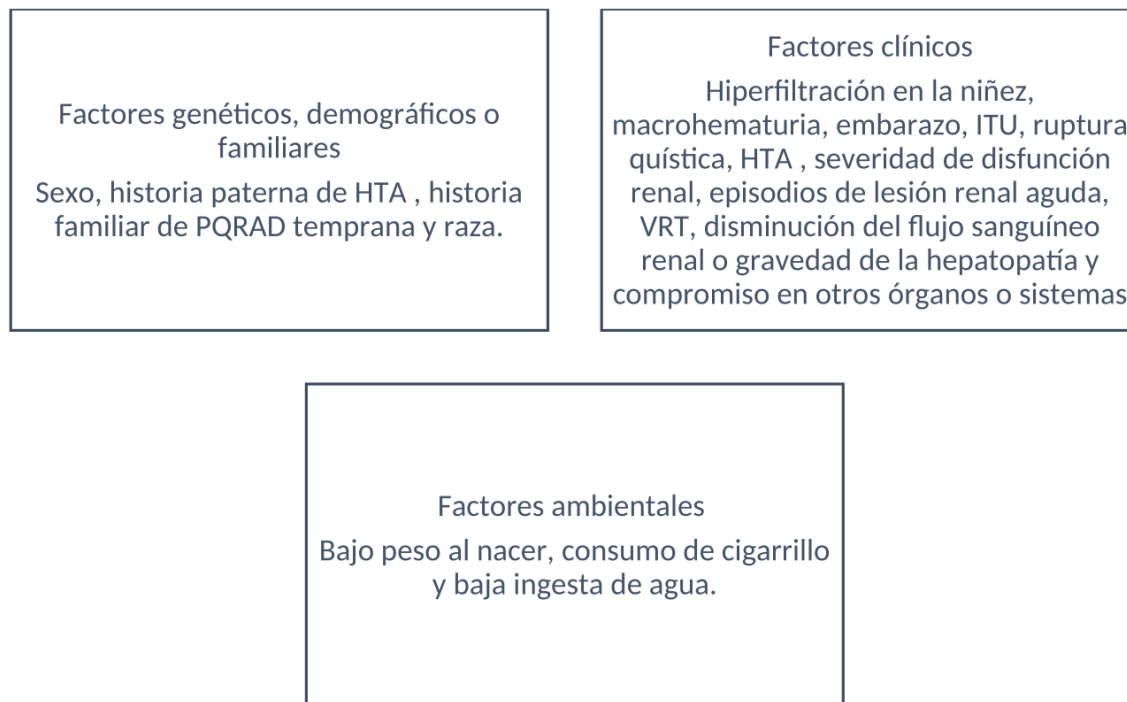 Factores genéticos, demográficos o
familiares
Sexo, historia paterna de HTA , historia
familiar de PQRAD temprana y raza.
Factores clínicos
Hiperfiltración en la niñez,
macrohematuria, embarazo, ITU, ruptura
quística, HTA , severidad de disfunción
renal, episodios de lesión renal aguda,
VRT, disminución del flujo sanguíneo
renal o gravedad de la hepatopatía y
compromiso en otros órganos o sistemas
Factores ambientales
Bajo peso al nacer, consumo de cigarrillo
y baja ingesta de agua.